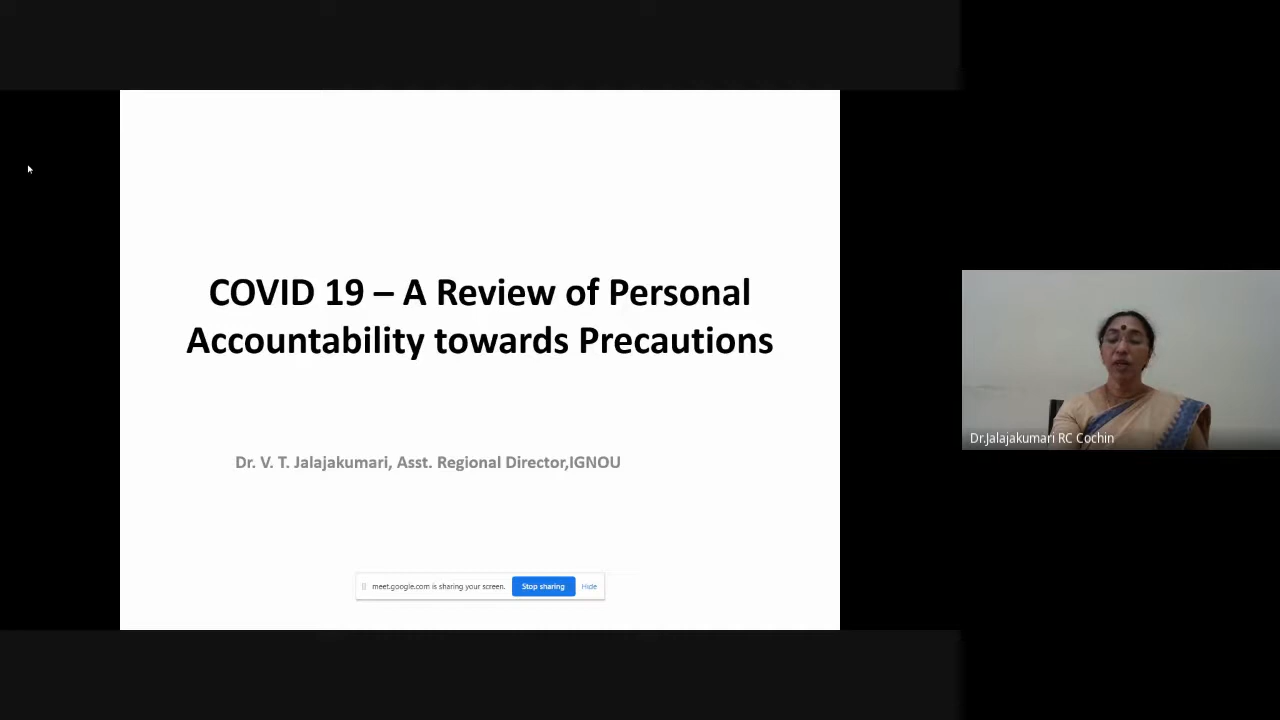 COVID 19 – A Review of Personal
Accountability towards Precautions
Dr. V. T. Jalajakumari, Asst. Regional Director,IGNOU
meet.google.com is sharing your screen. Stop sharing Hide
Dr.Jalajakumari RC Cochin